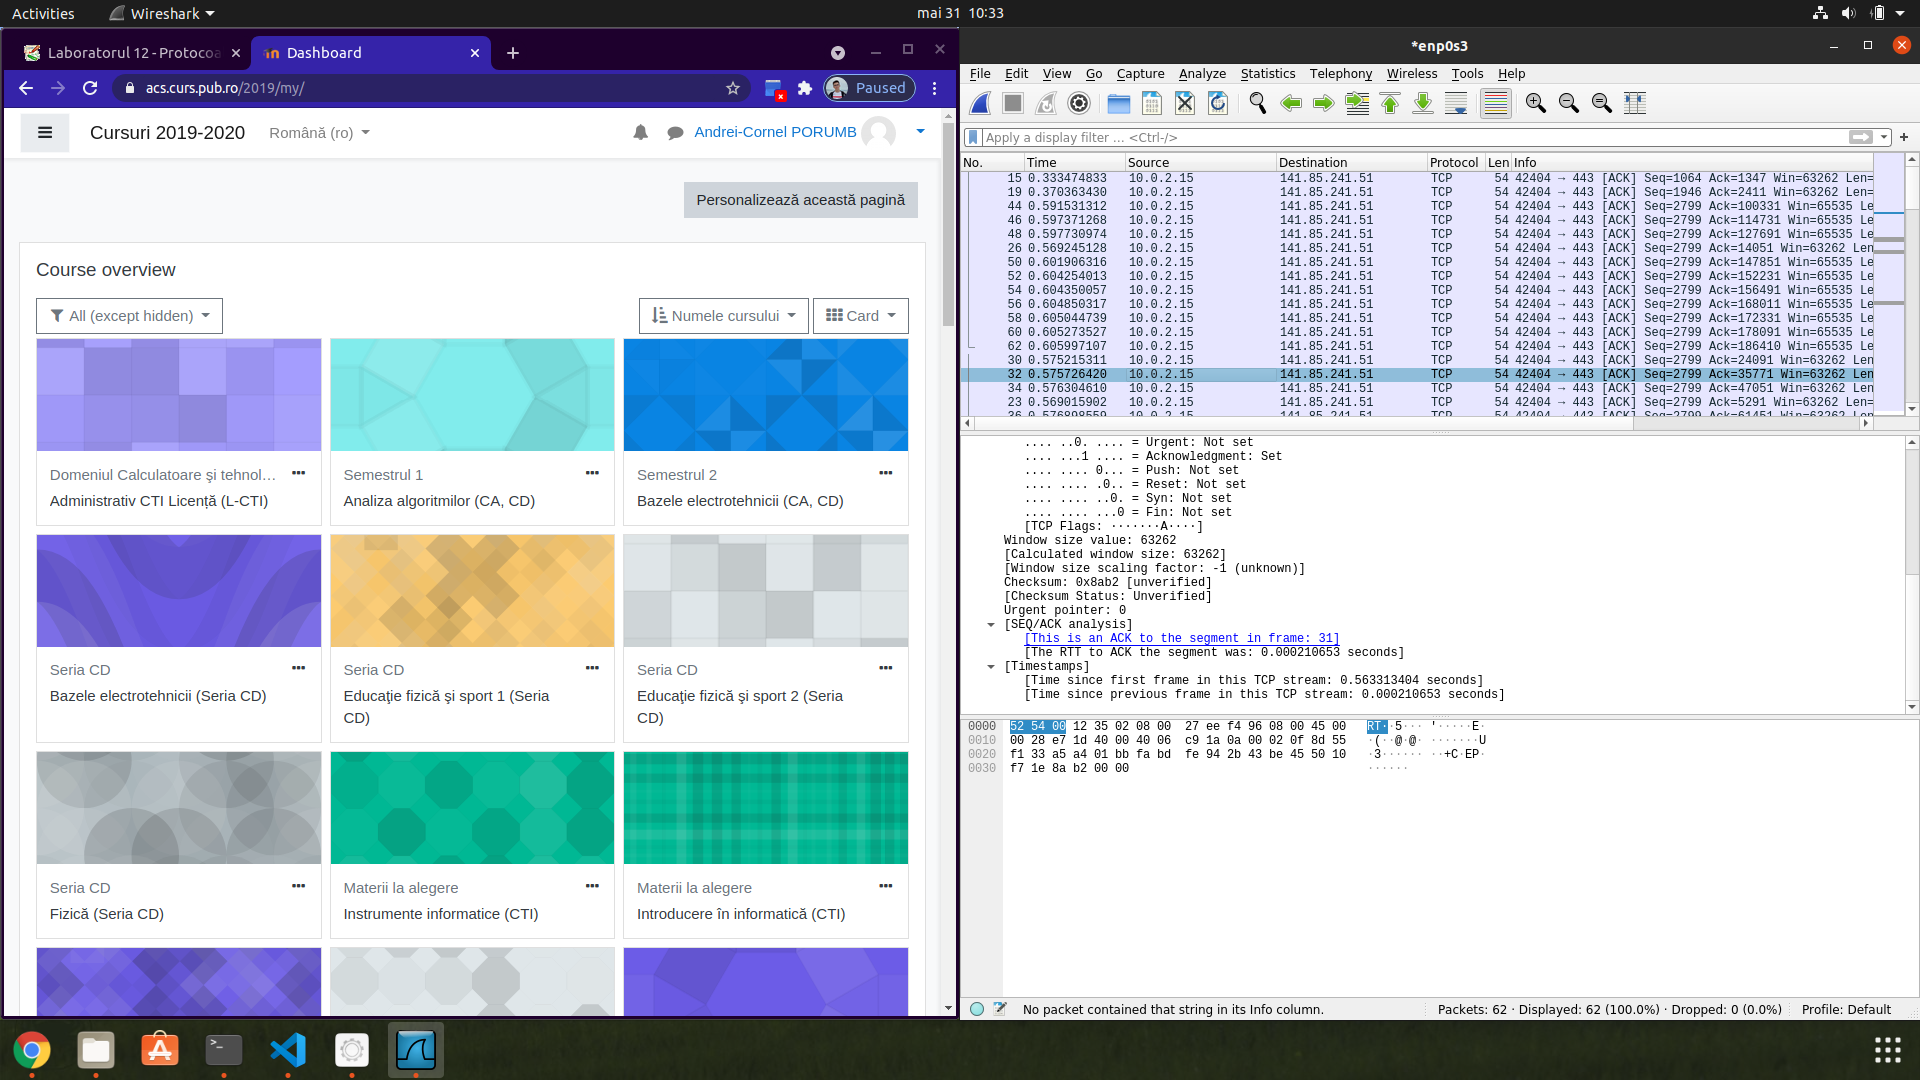 Activities
Wireshark
mai 31 10:33
Laboratorul 12 - Protocoa
Dashboard
acs.curs.pub.ro/2019/my/
Paused
Cursuri 2019-2020
Română (ro)
Andrei-Cornel PORUMB
Personalizează această pagină
Course overview
All (except hidden)
Numele cursului
Card
Domeniul Calculatoare şi tehnol...
Administrativ CTI Licență (L-CTI)
Semestrul 1
Analiza algoritmilor (CA, CD)
Semestrul 2
Bazele electrotehnicii (CA, CD)
Seria CD
Bazele electrotehnicii (Seria CD)
Seria CD
Educaţie fizică şi sport 1 (Seria
CD)
Seria CD
Educaţie fizică şi sport 2 (Seria
CD)
Seria CD
Fizică (Seria CD)
Materii la alegere
Instrumente informatice (CTI)
Materii la alegere
Introducere în informatică (CTI)
*enp0s3
File Edit View Go Capture Analyze Statistics Telephony Wireless Tools Help
Apply a display filter ... <Ctrl-/>
No. Time Source Destination Protocol Len Info
15 0.333474833 10.0.2.15 141.85.241.51 TCP 54 42404 → 443 [ACK] Seq=1064 Ack=1347 Win=63262 Len=
19 0.370363430 10.0.2.15 141.85.241.51 TCP 54 42404 → 443 [ACK] Seq=1946 Ack=2411 Win=63262 Len=
44 0.591531312 10.0.2.15 141.85.241.51 TCP 54 42404 → 443 [ACK] Seq=2799 Ack=100331 Win=65535 Le
46 0.597371268 10.0.2.15 141.85.241.51 TCP 54 42404 → 443 [ACK] Seq=2799 Ack=114731 Win=65535 Le
48 0.597730974 10.0.2.15 141.85.241.51 TCP 54 42404 → 443 [ACK] Seq=2799 Ack=127691 Win=65535 Le
26 0.569245128 10.0.2.15 141.85.241.51 TCP 54 42404 → 443 [ACK] Seq=2799 Ack=14051 Win=63262 Len
50 0.601906316 10.0.2.15 141.85.241.51 TCP 54 42404 → 443 [ACK] Seq=2799 Ack=147851 Win=65535 Le
52 0.604254013 10.0.2.15 141.85.241.51 TCP 54 42404 → 443 [ACK] Seq=2799 Ack=152231 Win=65535 Le
54 0.604350057 10.0.2.15 141.85.241.51 TCP 54 42404 → 443 [ACK] Seq=2799 Ack=156491 Win=65535 Le
56 0.604850317 10.0.2.15 141.85.241.51 TCP 54 42404 → 443 [ACK] Seq=2799 Ack=168011 Win=65535 Le
58 0.605044739 10.0.2.15 141.85.241.51 TCP 54 42404 → 443 [ACK] Seq=2799 Ack=172331 Win=65535 Le
60 0.605273527 10.0.2.15 141.85.241.51 TCP 54 42404 → 443 [ACK] Seq=2799 Ack=178091 Win=65535 Le
62 0.605997107 10.0.2.15 141.85.241.51 TCP 54 42404 → 443 [ACK] Seq=2799 Ack=186410 Win=65535 Le
30 0.575215311 10.0.2.15 141.85.241.51 TCP 54 42404 → 443 [ACK] Seq=2799 Ack=24091 Win=63262 Len
32 0.575726420 10.0.2.15 141.85.241.51 TCP 54 42404 → 443 [ACK] Seq=2799 Ack=35771 Win=63262 Len
34 0.576304610 10.0.2.15 141.85.241.51 TCP 54 42404 → 443 [ACK] Seq=2799 Ack=47051 Win=63262 Len
23 0.569015902 10.0.2.15 141.85.241.51 TCP 54 42404 → 443 [ACK] Seq=2799 Ack=5291 Win=63262 Len=
36 0.576898559 10.0.2.15 141.85.241.51 TCP 54 42404 → 443 [ACK] Seq=2799 Ack=61451 Win=63262 Len
.... ..0. .... = Urgent: Not set
.... ...1 .... = Acknowledgment: Set
.... .... 0... = Push: Not set
.... .... .0.. = Reset: Not set
.... .... ..0. = Syn: Not set
.... .... ...0 = Fin: Not set
[TCP Flags: ·······A····]
Window size value: 63262
[Calculated window size: 63262]
[Window size scaling factor: -1 (unknown)]
Checksum: 0x8ab2 [unverified]
[Checksum Status: Unverified]
Urgent pointer: 0
[SEQ/ACK analysis]
[This is an ACK to the segment in frame: 31]
[The RTT to ACK the segment was: 0.000210653 seconds]
[Timestamps]
[Time since first frame in this TCP stream: 0.563313404 seconds]
[Time since previous frame in this TCP stream: 0.000210653 seconds]
0000 52 54 00 12 35 02 08 00 27 ee f4 96 08 00 45 00 RT··5··· '·····E·
0010 00 28 e7 1d 40 00 40 06 c9 1a 0a 00 02 0f 8d 55 ·(··@·@· ·······U
0020 f1 33 a5 a4 01 bb fa bd fe 94 2b 43 be 45 50 10 ·3······ ··+C·EP·
0030 f7 1e 8a b2 00 00 ······
No packet contained that string in its Info column.
Packets: 62 · Displayed: 62 (100.0%) · Dropped: 0 (0.0%)
Profile: Default